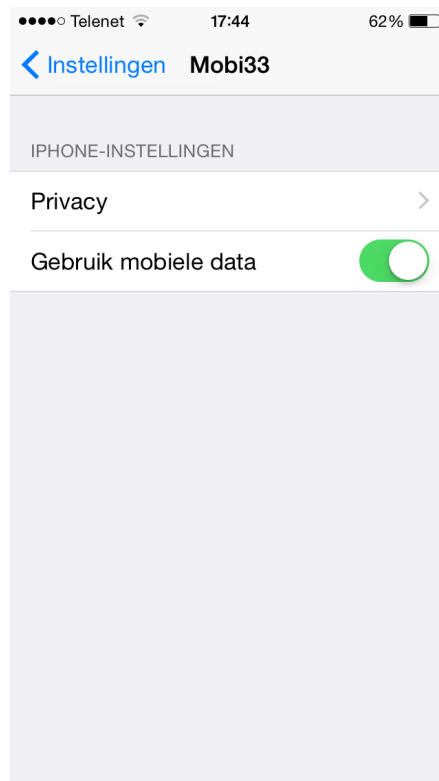 Telenet 17:44 62%
Instellingen Mobi33
IPHONE-INSTELLINGEN
Privacy
Gebruik mobiele data